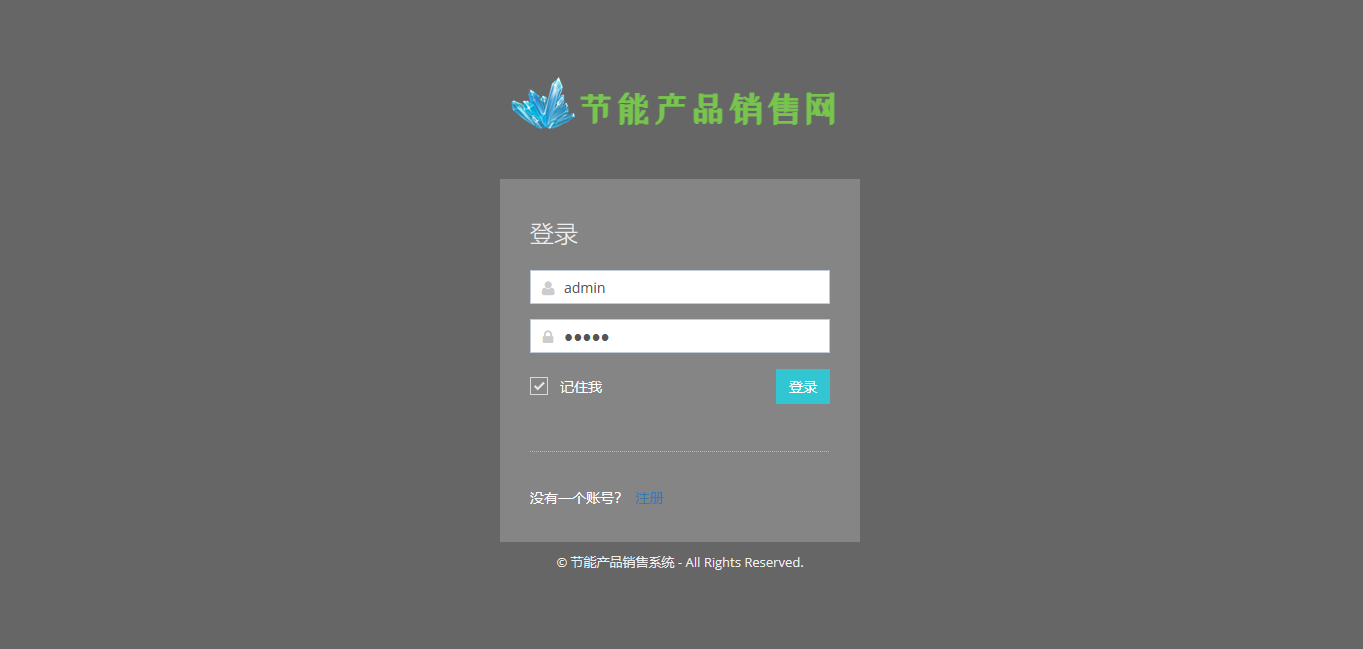 节能产品销售网
登录
admin
●●●●●
记住我
登录
没有一个账号? 注册
© 节能产品销售系统 - All Rights Reserved.